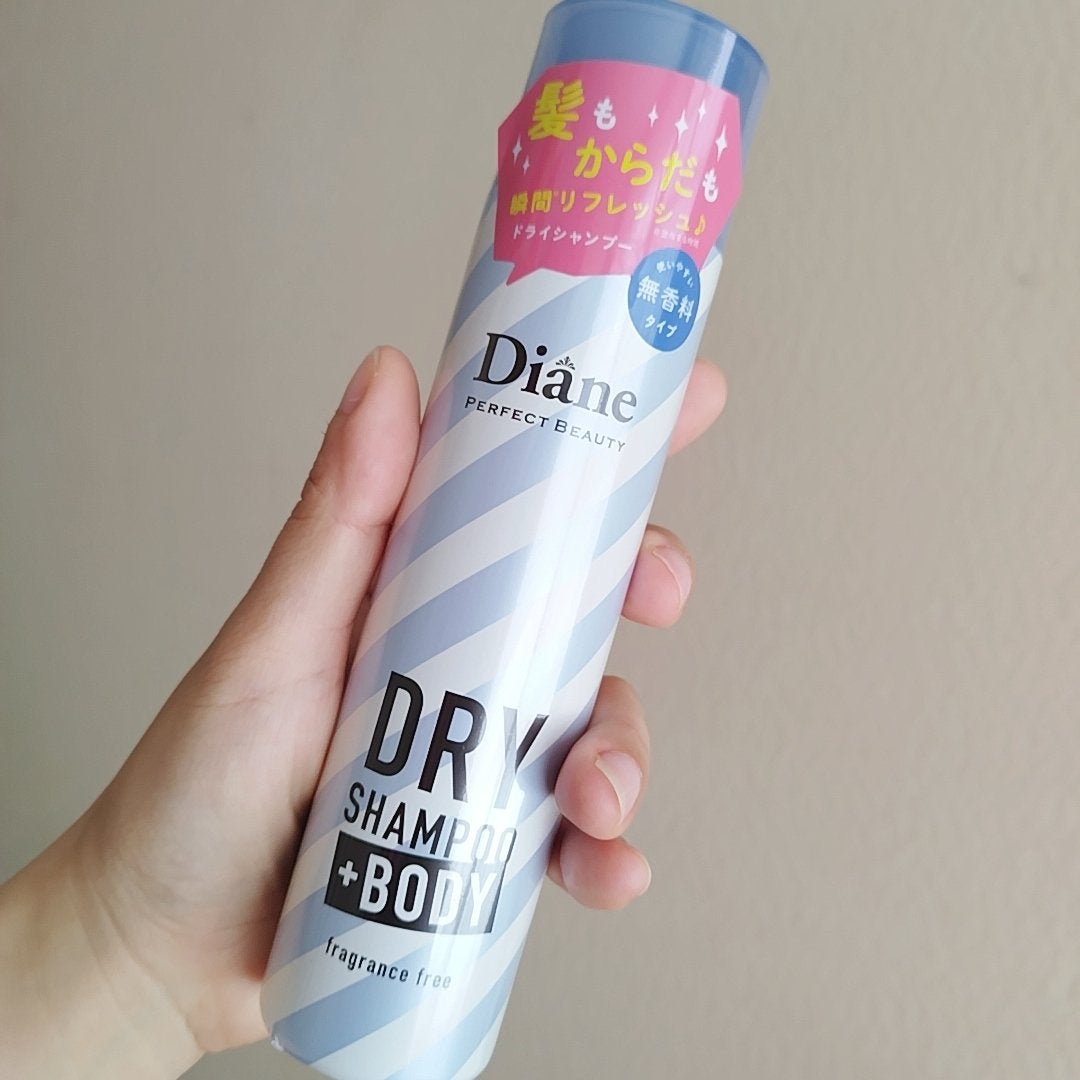 髪も
からだも
瞬間*リフレッシュ♪
ドライシャンプー
使いやすい
無香料
タイプ
Diane
PERFECT BEAUTY
DRY
SHAMPOO
+BODY
fragrance free